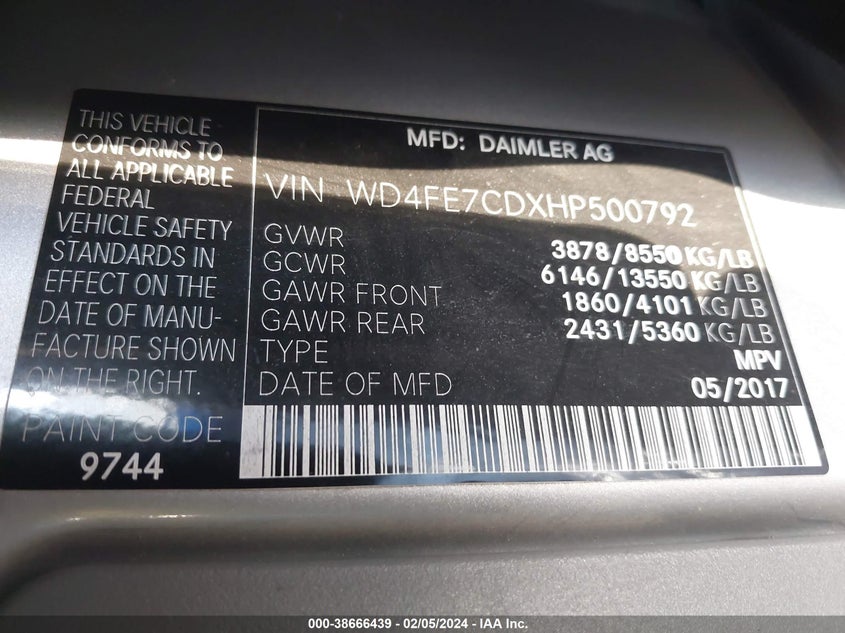 THIS VEHICLE
CONFORMS TO
ALL APPLICABLE
FEDERAL
VEHICLE SAFETY
STANDARDS IN
EFFECT ON THE
DATE OF MANU-
FACTURE SHOWN
ON THE RIGHT.
PAINT CODE
9744
MFD: DAIMLER AG
VIN WD4FE7CDXHP500792
GVWR 3878/8550 KG/LB
GCWR 6146/13550 KG/LB
GAWR FRONT 1860/4101 KG/LB
GAWR REAR 2431/5360 KG/LB
TYPE MPV
DATE OF MFD 05/2017
000-38666439 - 02/05/2024 - IAA Inc.